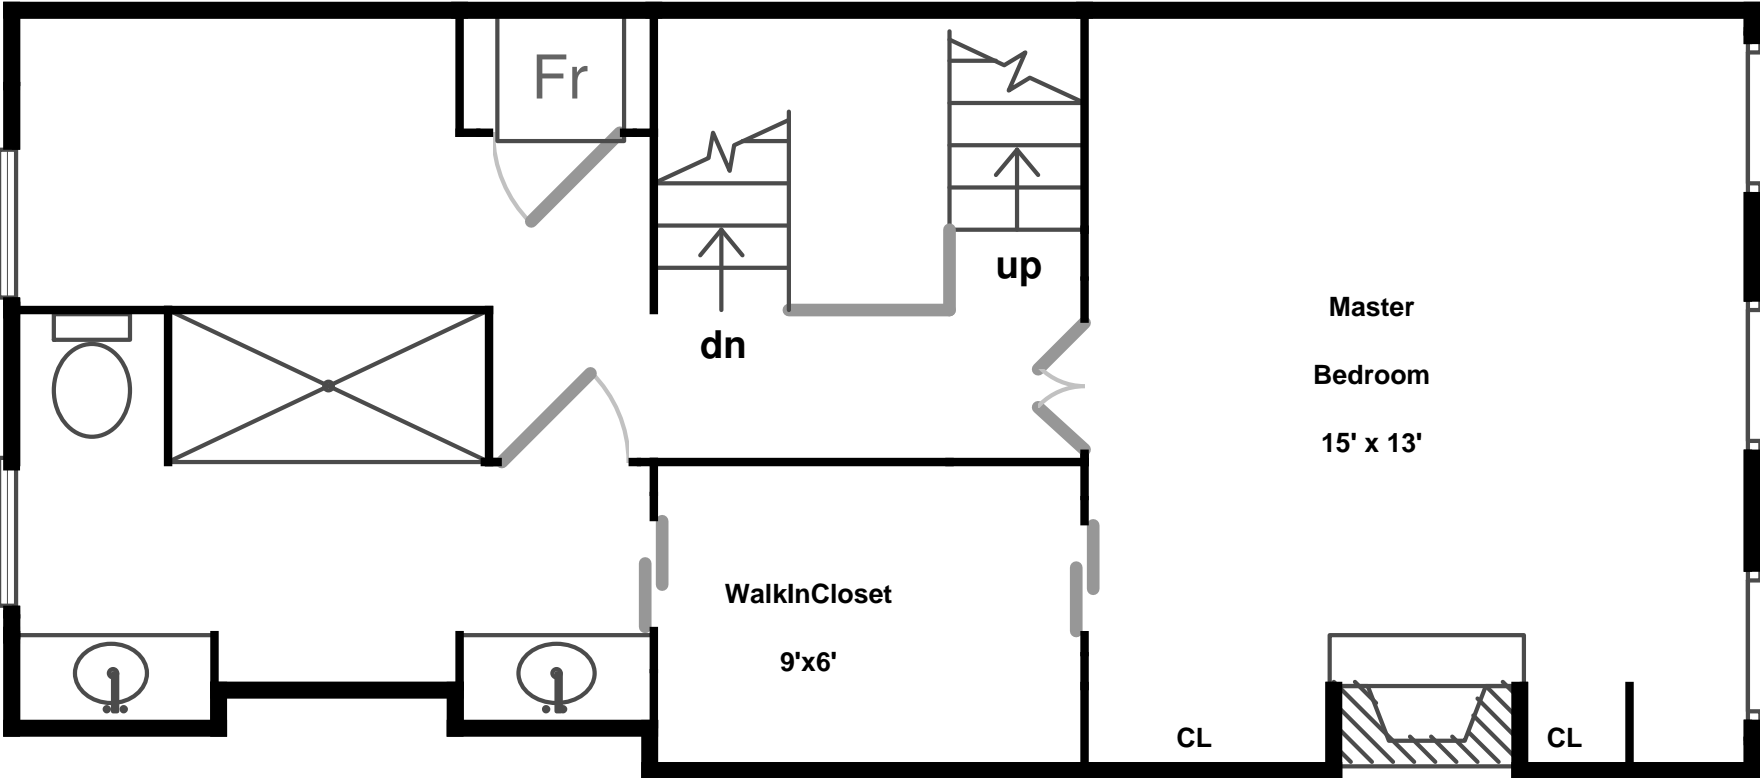 Fr
up
dn
Master
Bedroom
15' x 13'
WalkInCloset
9'x6'
CL
CL